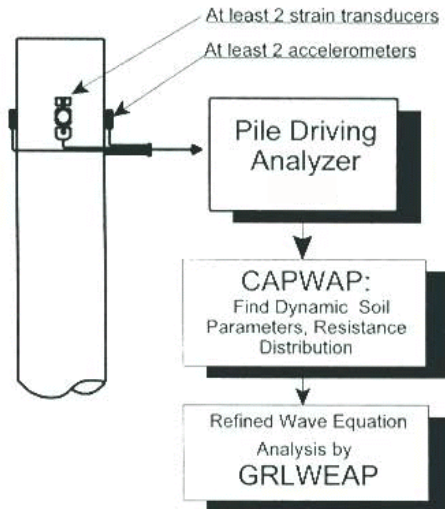 At least 2 strain transducers
At least 2 accelerometers
Pile Driving
Analyzer
CAPWAP:
Find Dynamic Soil
Parameters, Resistance
Distribution
Refined Wave Equation
Analysis by
GRLWEAP